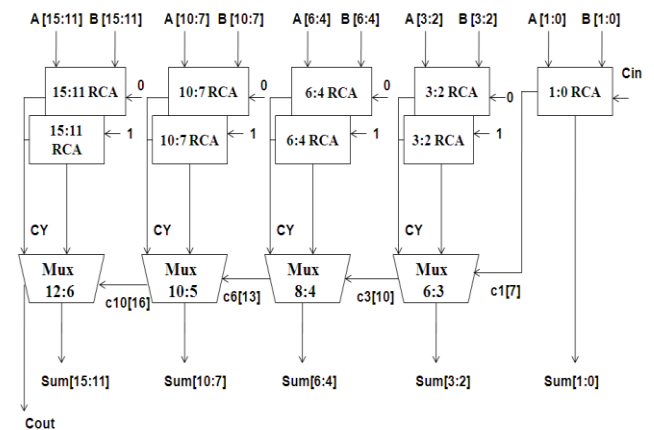 A [15:11] B [15:11] A [10:7] B [10:7] A [6:4] B [6:4] A [3:2] B [3:2] A [1:0] B [1:0]
Cin
15:11 RCA 0 10:7 RCA 0 6:4 RCA 0 3:2 RCA 0 1:0 RCA
15:11 RCA 1 10:7 RCA 1 6:4 RCA 1 3:2 RCA 1
CY CY CY CY
Mux 12:6 Mux 10:5 Mux 8:4 Mux 6:3
c10[16] c6[13] c3[10] c1[7]
Sum[15:11] Sum[10:7] Sum[6:4] Sum[3:2] Sum[1:0]
Cout